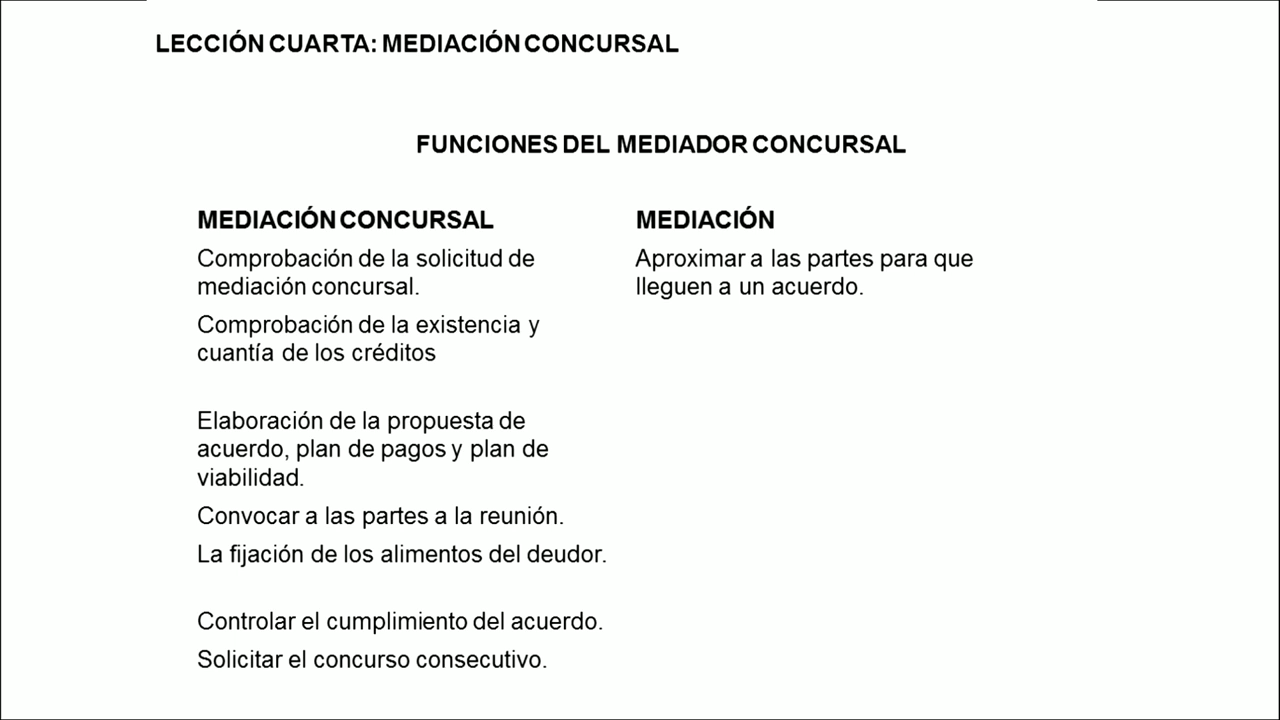 LECCIÓN CUARTA: MEDIACIÓN CONCURSAL
FUNCIONES DEL MEDIADOR CONCURSAL
MEDIACIÓN CONCURSAL
Comprobación de la solicitud de
mediación concursal.
Comprobación de la existencia y
cuantía de los créditos
Elaboración de la propuesta de
acuerdo, plan de pagos y plan de
viabilidad.
Convocar a las partes a la reunión.
La fijación de los alimentos del deudor.
Controlar el cumplimiento del acuerdo.
Solicitar el concurso consecutivo.
MEDIACIÓN
Aproximar a las partes para que
lleguen a un acuerdo.